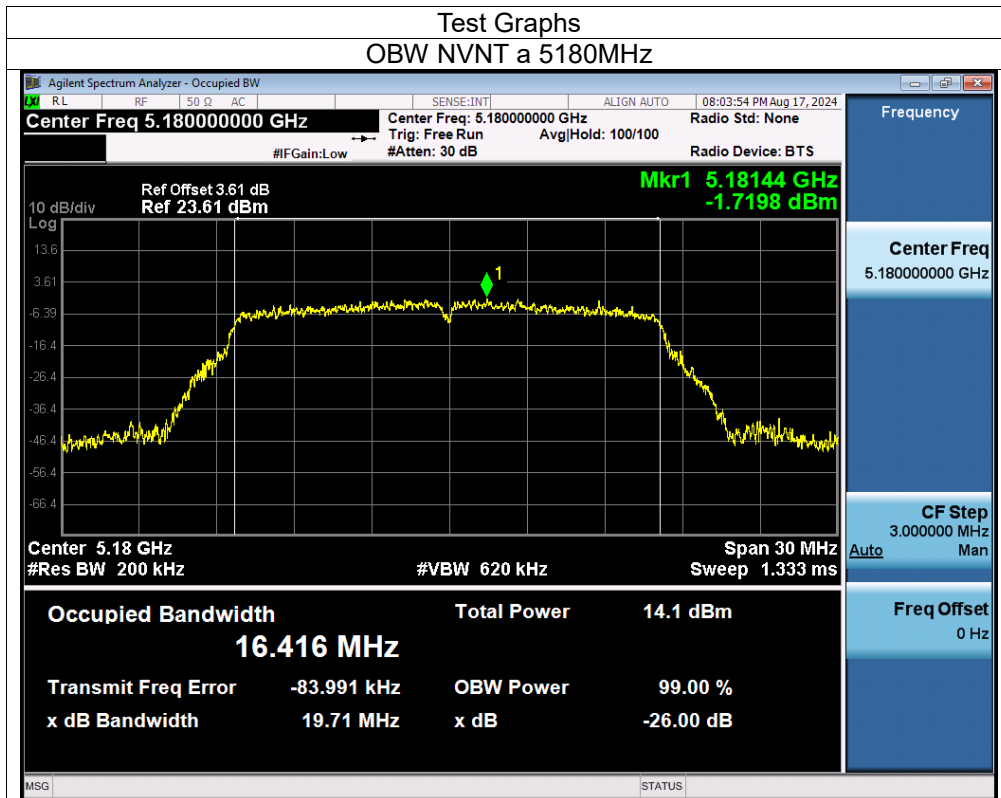 Test Graphs
OBW NVNT a 5180MHz
Agilent Spectrum Analyzer - Occupied BW
LXI RL RF 50 Ω AC SENSE:INT ALIGN AUTO 08:03:54 PM Aug 17, 2024
Center Freq 5.180000000 GHz
Center Freq: 5.180000000 GHz
Radio Std: None
Trig: Free Run Avg|Hold: 100/100
#IFGain:Low
#Atten: 30 dB
Radio Device: BTS
Ref Offset 3.61 dB
Mkr1 5.18144 GHz
10 dB/div Ref 23.61 dBm
-1.7198 dBm
Log
13.6
3.61
-6.39
-16.4
-26.4
-36.4
-46.4
-56.4
-66.4
1
Center 5.18 GHz
Span 30 MHz
#Res BW 200 kHz
#VBW 620 kHz
Sweep 1.333 ms
Occupied Bandwidth
Total Power 14.1 dBm
16.416 MHz
Transmit Freq Error -83.991 kHz
OBW Power 99.00 %
x dB Bandwidth 19.71 MHz
x dB -26.00 dB
MSG
STATUS
Frequency
Center Freq
5.180000000 GHz
CF Step
3.000000 MHz
Auto Man
Freq Offset
0 Hz